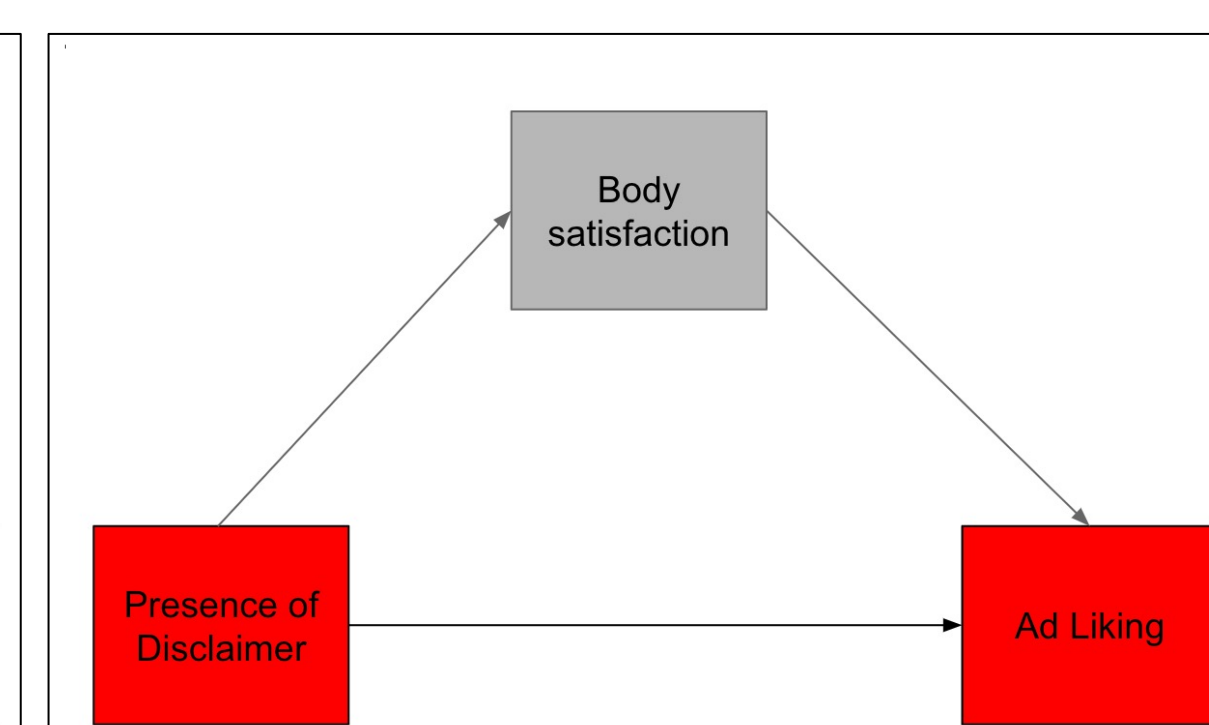 Body
satisfaction
Presence of
Disclaimer
Ad Liking